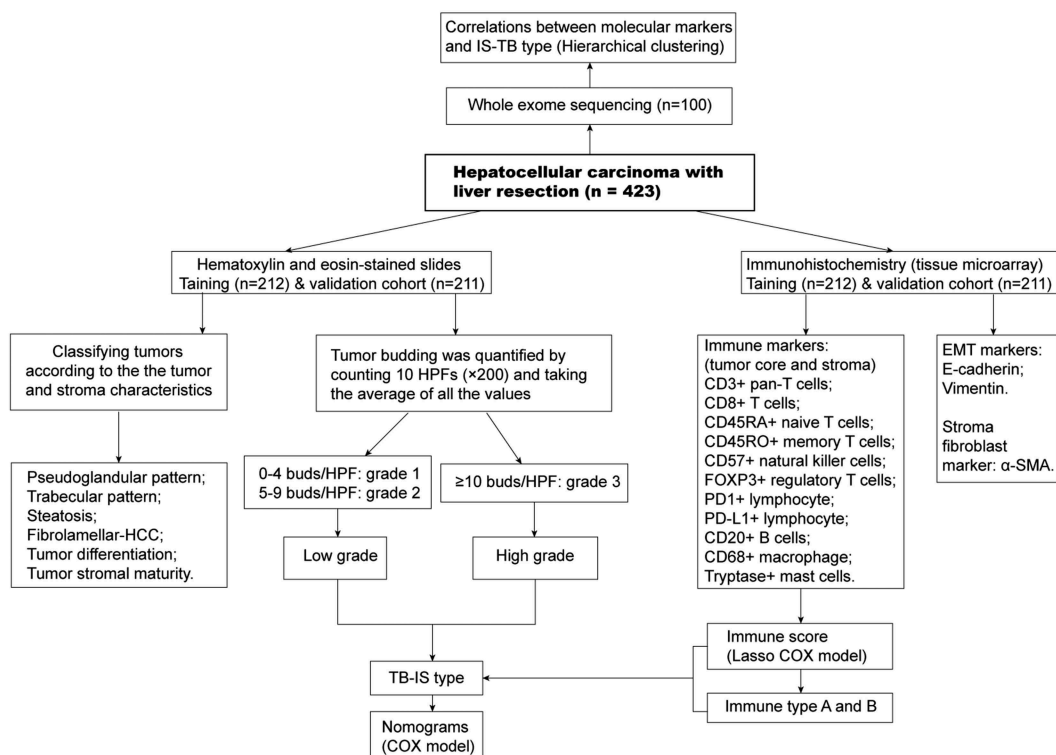 Correlations between molecular markers
and IS-TB type (Hierarchical clustering)
Whole exome sequencing (n=100)
Hepatocellular carcinoma with
liver resection (n = 423)
Hematoxylin and eosin-stained slides
Taining (n=212) & validation cohort (n=211)
Immunohistochemistry (tissue microarray)
Taining (n=212) & validation cohort (n=211)
Classifying tumors
according to the the tumor
and stroma characteristics
Tumor budding was quantified by
counting 10 HPFs (×200) and taking
the average of all the values
Immune markers:
(tumor core and stroma)
CD3+ pan-T cells;
CD8+ T cells;
CD45RA+ naive T cells;
CD45RO+ memory T cells;
CD57+ natural killer cells;
FOXP3+ regulatory T cells;
PD1+ lymphocyte;
PD-L1+ lymphocyte;
CD20+ B cells;
CD68+ macrophage;
Tryptase+ mast cells.
EMT markers:
E-cadherin;
Vimentin.
Stroma
fibroblast
marker: α-SMA.
Pseudoglandular pattern;
Trabecular pattern;
Steatosis;
Fibrolamellar-HCC;
Tumor differentiation;
Tumor stromal maturity.
0-4 buds/HPF: grade 1
5-9 buds/HPF: grade 2
≥10 buds/HPF: grade 3
Low grade
High grade
Immune score
(Lasso COX model)
TB-IS type
Immune type A and B
Nomograms
(COX model)